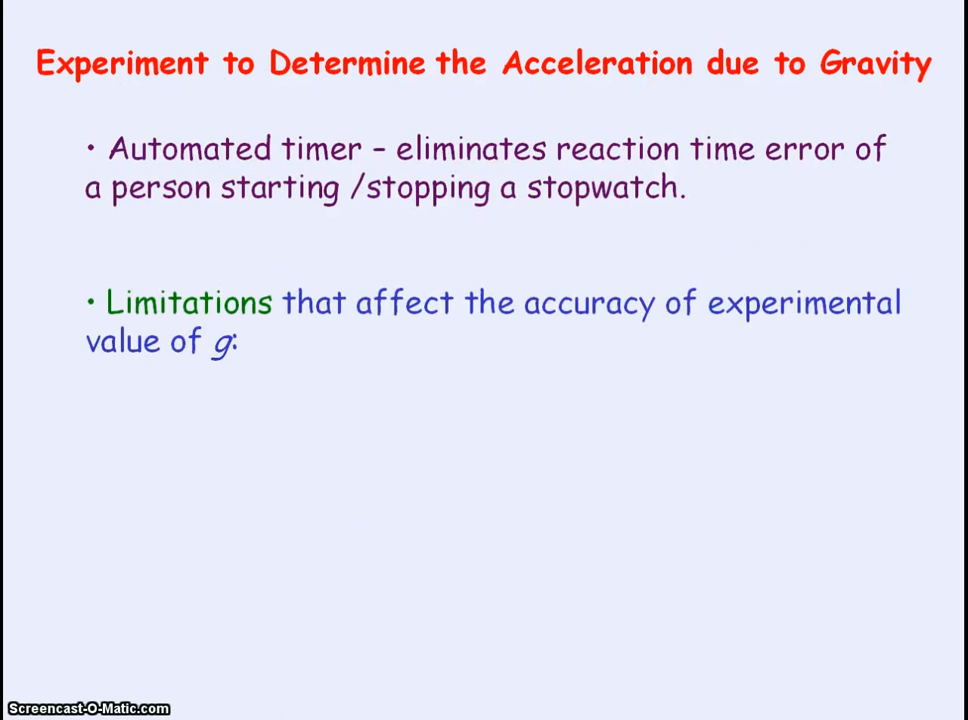 Experiment to Determine the Acceleration due to Gravity
• Automated timer – eliminates reaction time error of
a person starting /stopping a stopwatch.
• Limitations that affect the accuracy of experimental
value of g:
Screencast-O-Matic.com